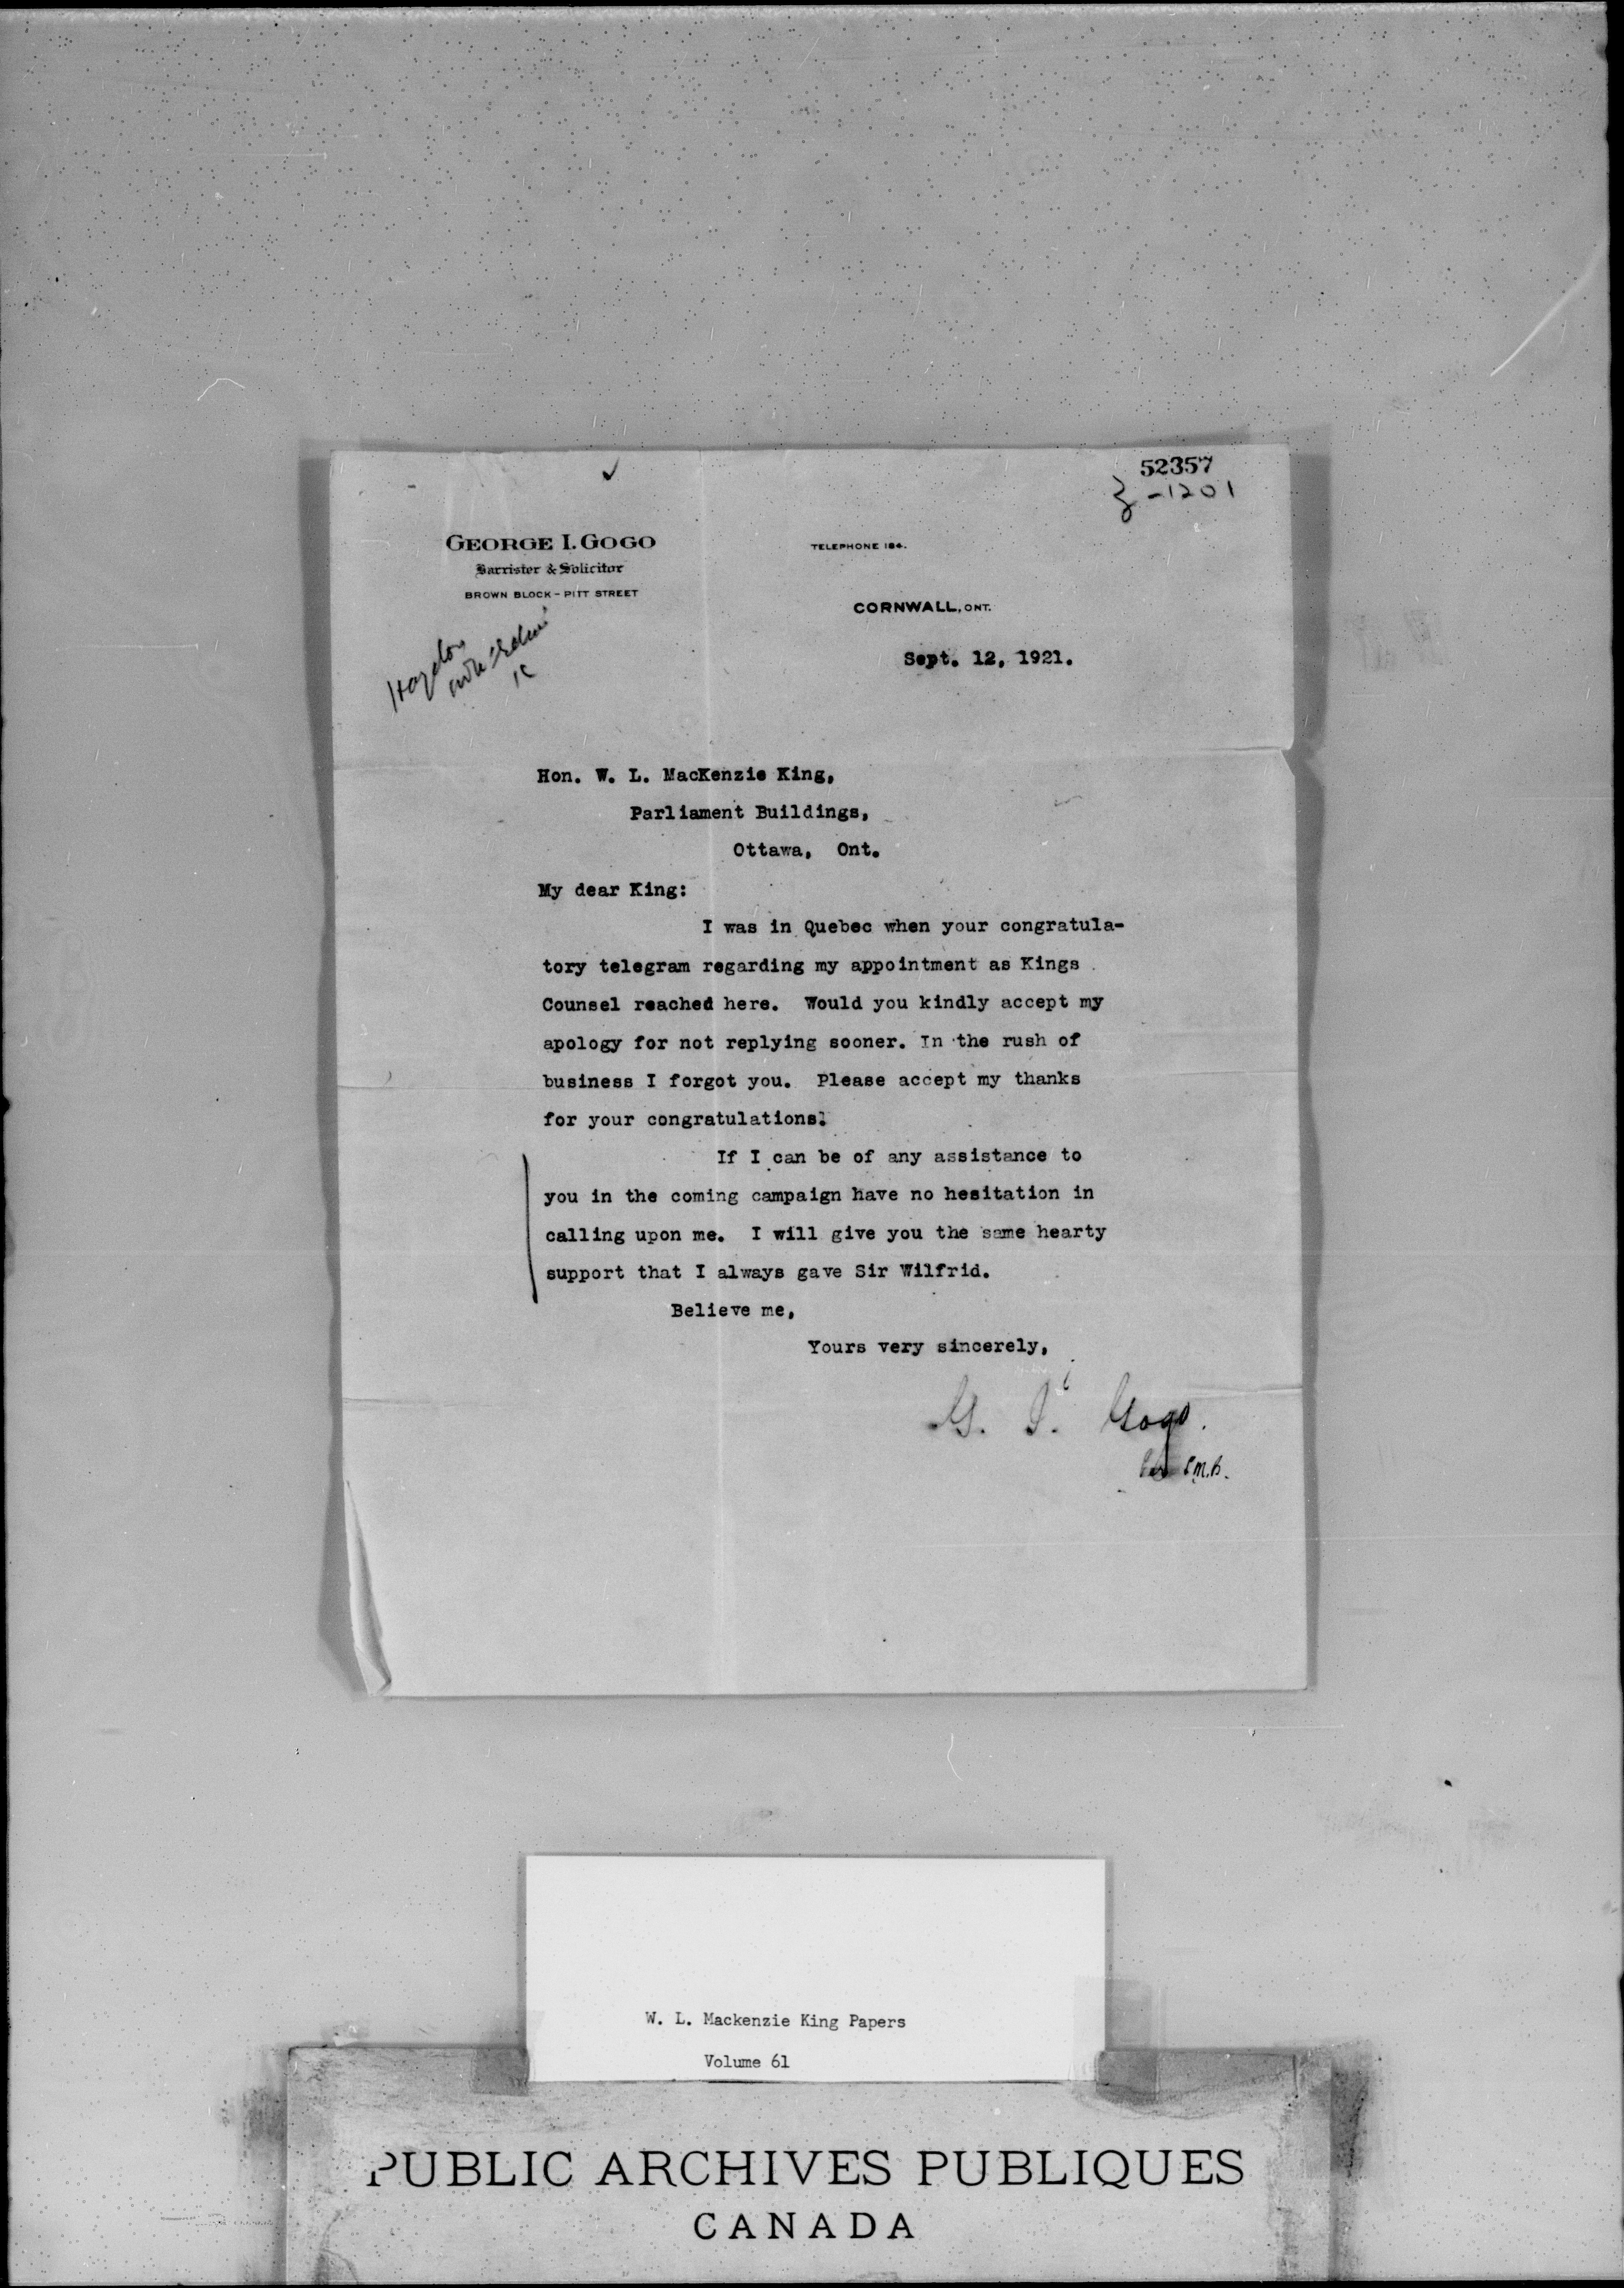 52357
-1201
GEORGE I. GOGO
Barrister & Solicitor
BROWN BLOCK - PITT STREET
TELEPHONE 184.
CORNWALL, ONT.
Haydon
Sept. 12, 1921.
Hon. W. L. MacKenzie King,
Parliament Buildings,
Ottawa, Ont.
My dear King:
I was in Quebec when your congratula-
tory telegram regarding my appointment as Kings
Counsel reached here. Would you kindly accept my
apology for not replying sooner. In the rush of
business I forgot you. Please accept my thanks
for your congratulations.
If I can be of any assistance to
you in the coming campaign have no hesitation in
calling upon me. I will give you the same hearty
support that I always gave Sir Wilfrid.
Believe me,
Yours very sincerely,
G. I. Gogo.
W. L. Mackenzie King Papers
Volume 61
PUBLIC ARCHIVES PUBLIQUES
CANADA